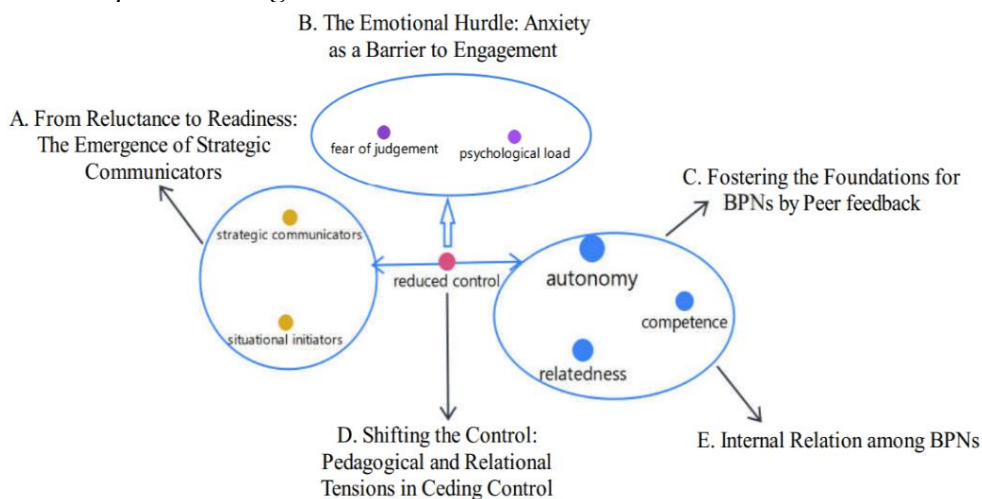 B. The Emotional Hurdle: Anxiety
as a Barrier to Engagement
A. From Reluctance to Readiness:
The Emergence of Strategic
Communicators
fear of judgement
psychological load
C. Fostering the Foundations for
BPNs by Peer feedback
strategic communicators
situational initiators
reduced control
autonomy
competence
relatedness
D. Shifting the Control:
Pedagogical and Relational
Tensions in Ceding Control
E. Internal Relation among BPNs